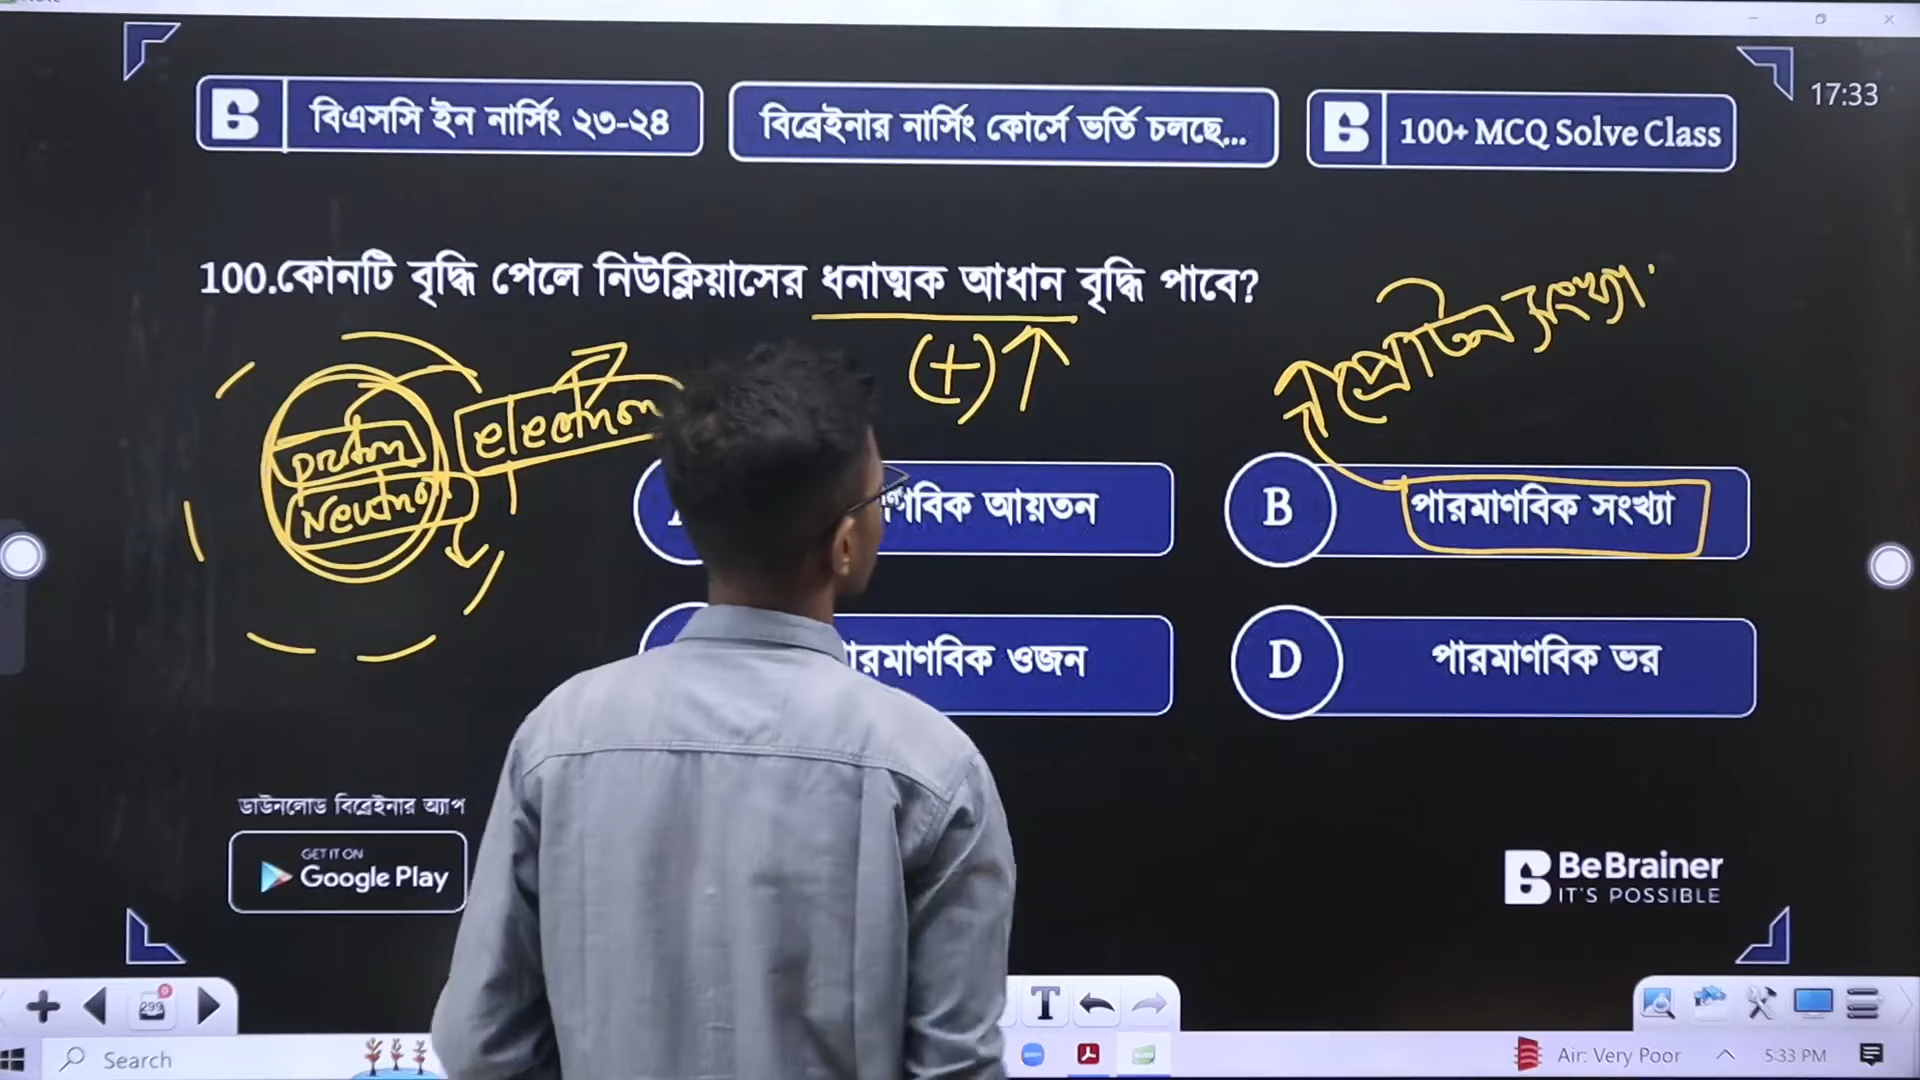 17:33
বিএসসি ইন নার্সিং ২৩-২৪
বিব্রেইনার নার্সিং কোর্সে ভর্তি চলছে...
100+ MCQ Solve Class
100.কোনটি বৃদ্ধি পেলে নিউক্লিয়াসের ধনাত্মক আধান বৃদ্ধি পাবে?
(+)↑
প্রোটন সংখ্যা
proton
Neutron
electron
আয়তন
B
পারমাণবিক সংখ্যা
ওজন
D
পারমাণবিক ভর
ডাউনলোড বিব্রেইনার অ্যাপ
GET IT ON
Google Play
BeBrainer
IT'S POSSIBLE
299
T
Search
Air: Very Poor
5:33 PM